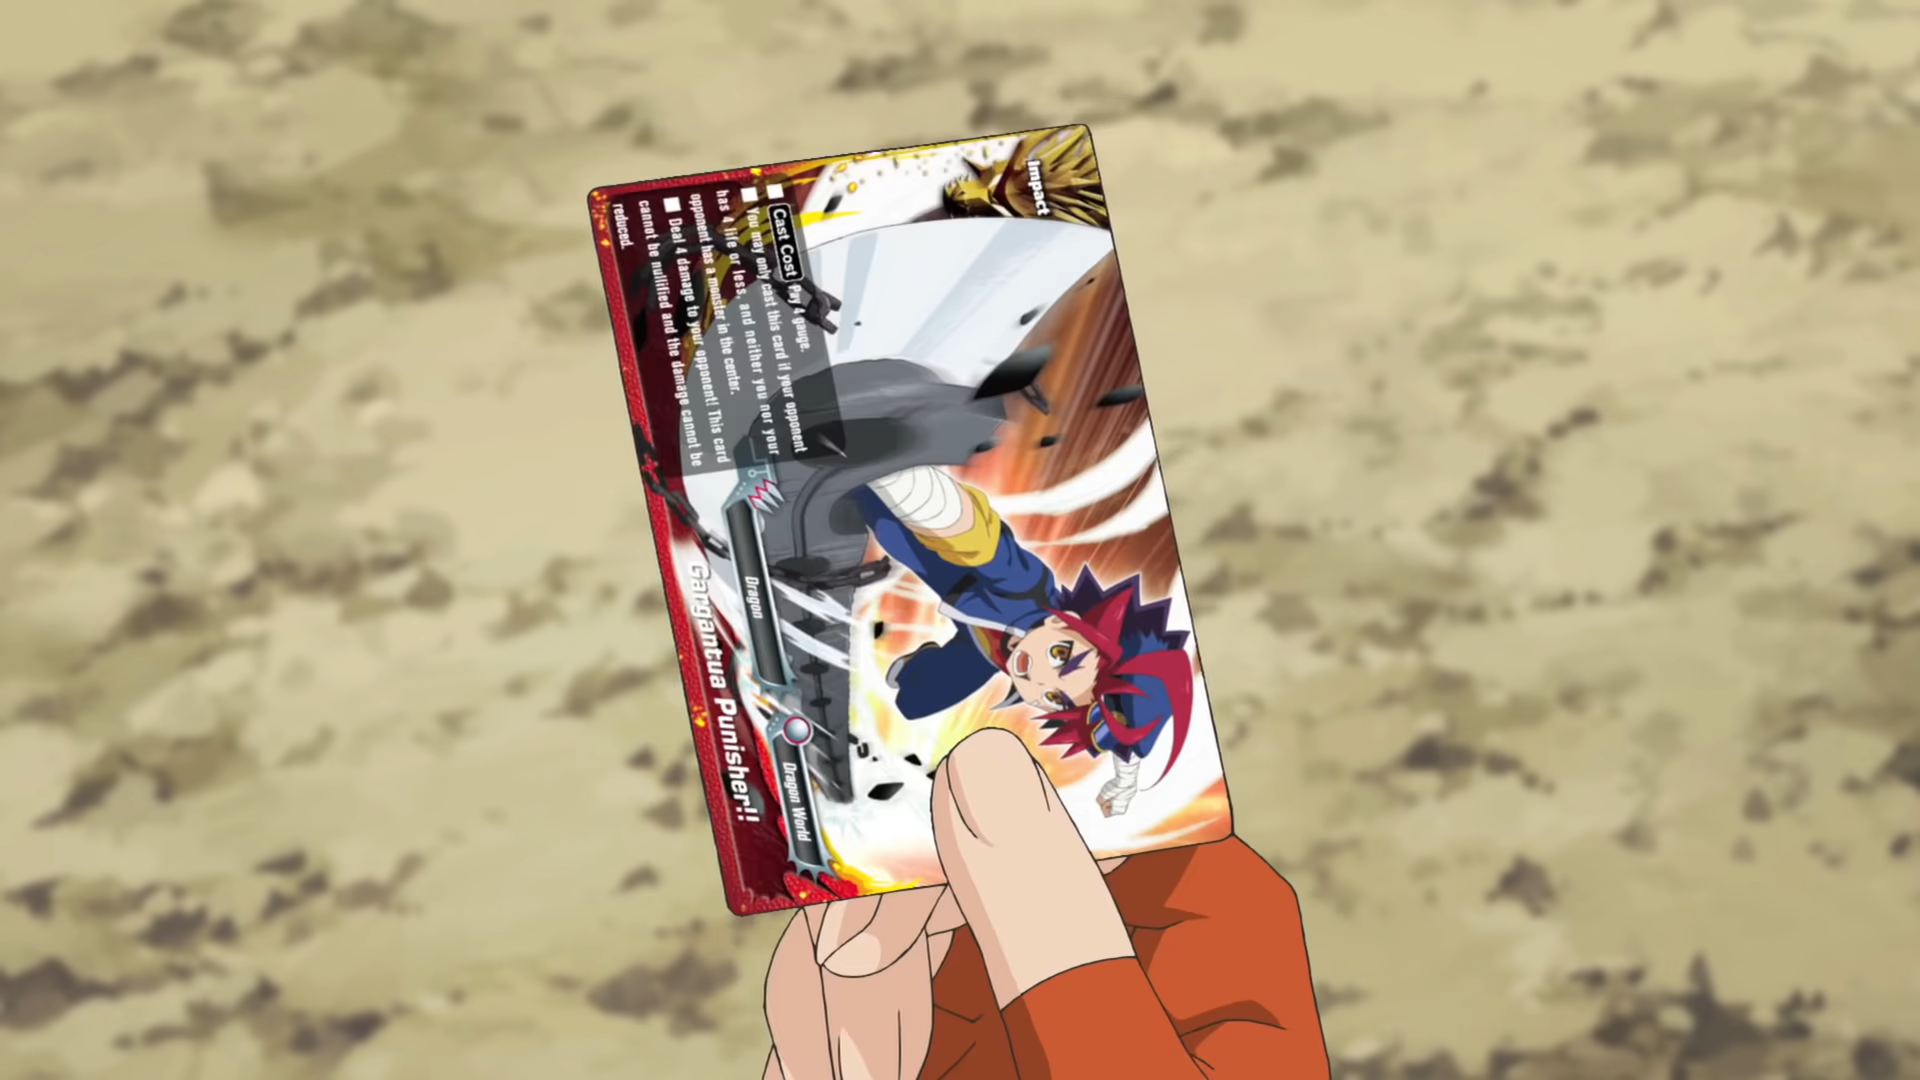 Impact
Cast Cost Pay 4 gauge.
You may only cast this card if your opponent
has 4 life or less, and neither you nor your
opponent has a monster in the center.
Deal 4 damage to your opponent! This card
cannot be nullified and the damage cannot be
reduced.
Dragon
Dragon World
Gargantua Punisher!!